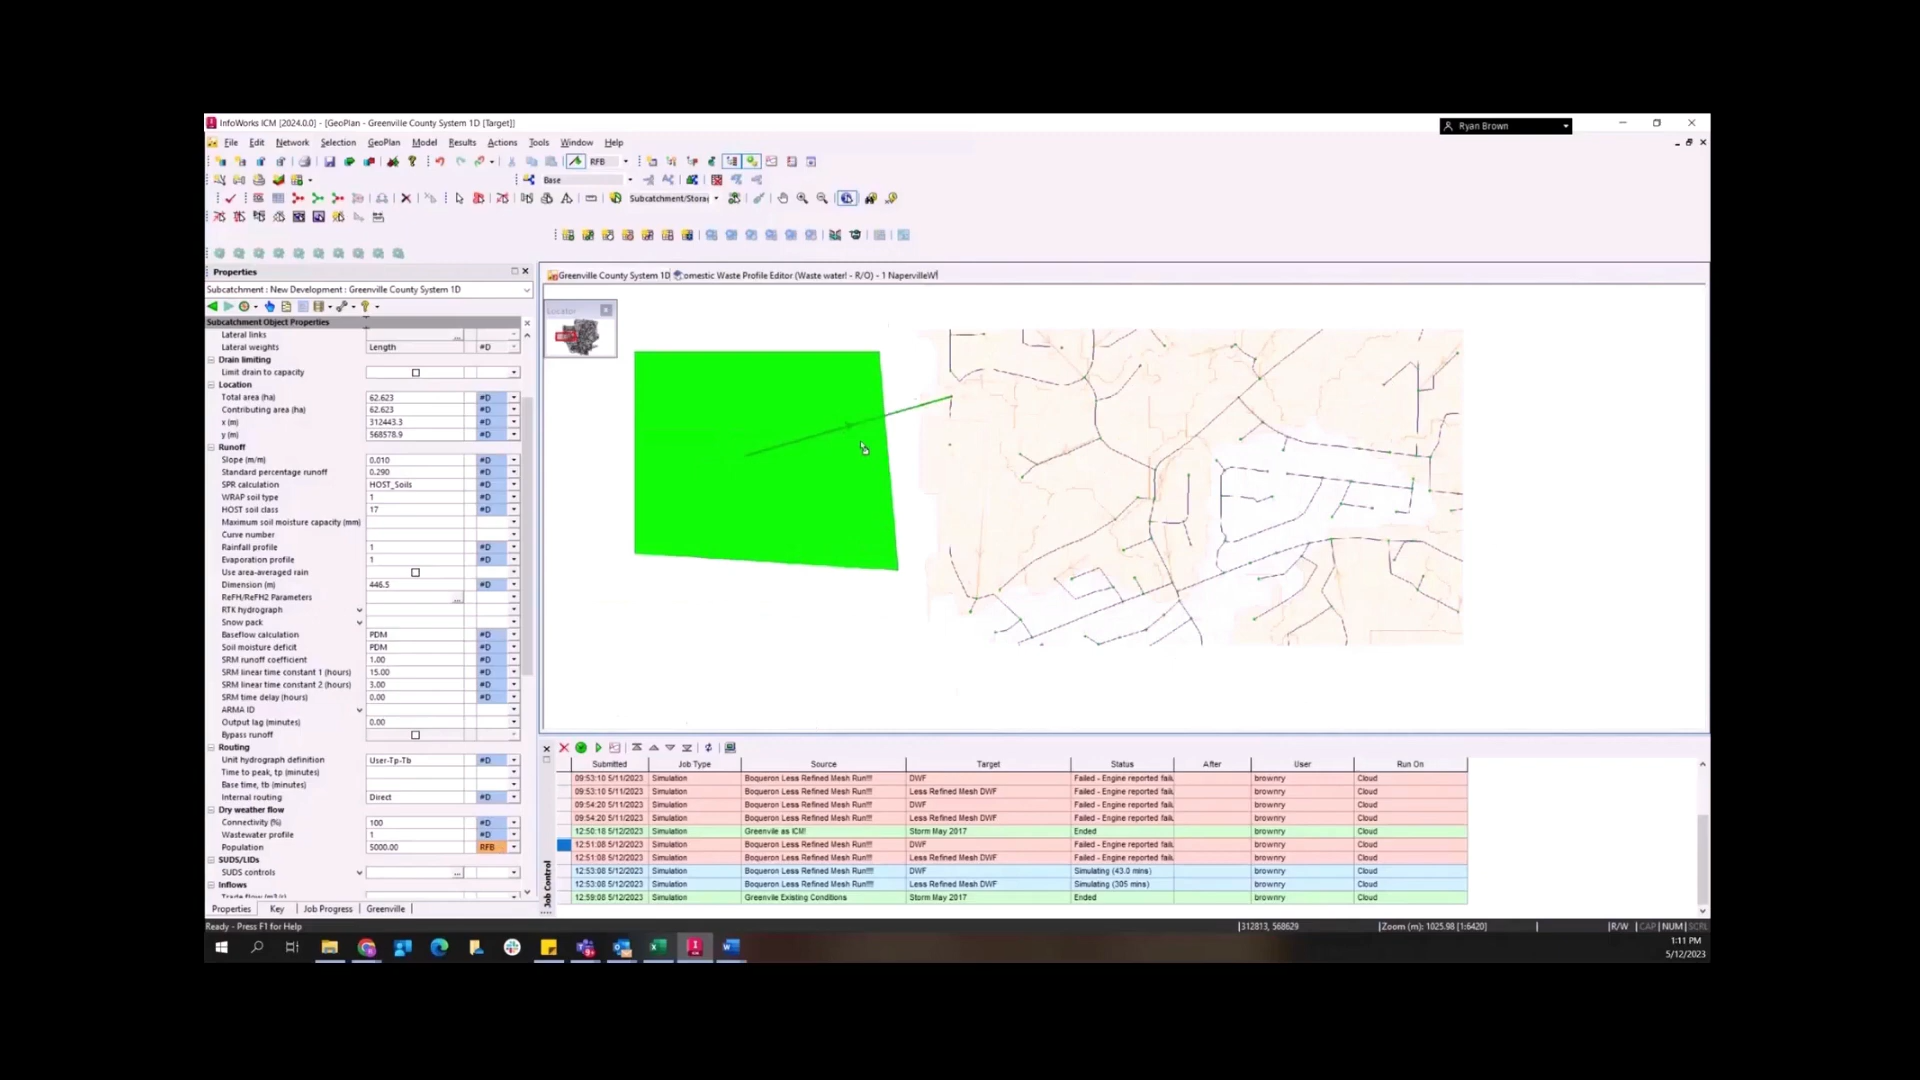 InfoWorks ICM [2024.0.0] - [GeoPlan - Greenville County System 1D [Target]]
Ryan Brown
File Edit Network Selection GeoPlan Model Results Actions Tools Window Help
RFB
Base
Subcatchment/Stora
Properties
Greenville County System 1D
omestic Waste Profile Editor (Waste water! - R/O) - 1 NapervilleW
Subcatchment : New Development : Greenville County System 1D
Locator
Subcatchment Object Properties
Lateral links ...
Lateral weights Length #D
Drain limiting
Limit drain to capacity
Location
Total area (ha) 62.623 #D
Contributing area (ha) 62.623 #D
x (m) 312443.3 #D
y (m) 568578.9 #D
Runoff
Slope (m/m) 0.010 #D
Standard percentage runoff 0.290 #D
SPR calculation HOST_Soils #D
WRAP soil type 1 #D
HOST soil class 17 #D
Maximum soil moisture capacity (mm)
Curve number
Rainfall profile 1 #D
Evaporation profile 1 #D
Use area-averaged rain
Dimension (m) 446.5 #D
ReFH/ReFH2 Parameters ...
RTK hydrograph
Snow pack
Baseflow calculation PDM #D
Soil moisture deficit PDM #D
SRM runoff coefficient 1.00 #D
SRM linear time constant 1 (hours) 15.00 #D
SRM linear time constant 2 (hours) 3.00 #D
SRM time delay (hours) 0.00 #D
ARMA ID
Output lag (minutes) 0.00
Bypass runoff
Routing
Unit hydrograph definition User-Tp-Tb #D
Time to peak, tp (minutes)
Base time, tb (minutes)
Internal routing Direct #D
Dry weather flow
Connectivity (%) 100 #D
Wastewater profile 1 #D
Population 5000.00 RFB
SUDS/LIDs
SUDS controls ...
Inflows
Properties Key Job Progress Greenville
Job Control
Submitted Job Type Source Target Status After User Run On
09:53:10 5/11/2023 Simulation Boqueron Less Refined Mesh Run!!! DWF Failed - Engine reported failu brownry Cloud
09:53:10 5/11/2023 Simulation Boqueron Less Refined Mesh Run!!! Less Refined Mesh DWF Failed - Engine reported failu brownry Cloud
09:54:20 5/11/2023 Simulation Boqueron Less Refined Mesh Run!!! DWF Failed - Engine reported failu brownry Cloud
09:54:20 5/11/2023 Simulation Boqueron Less Refined Mesh Run!!! Less Refined Mesh DWF Failed - Engine reported failu brownry Cloud
12:50:18 5/12/2023 Simulation Greenvile as ICM! Storm May 2017 Ended brownry Cloud
12:51:08 5/12/2023 Simulation Boqueron Less Refined Mesh Run!!! DWF Failed - Engine reported failu brownry Cloud
12:51:08 5/12/2023 Simulation Boqueron Less Refined Mesh Run!!! Less Refined Mesh DWF Failed - Engine reported failu brownry Cloud
12:53:08 5/12/2023 Simulation Boqueron Less Refined Mesh Run!!! DWF Simulating (43.0 mins) brownry Cloud
12:53:08 5/12/2023 Simulation Boqueron Less Refined Mesh Run!!! Less Refined Mesh DWF Simulating (305 mins) brownry Cloud
12:59:08 5/12/2023 Simulation Greenvile Existing Conditions Storm May 2017 Ended brownry Cloud
Ready - Press F1 for Help
312813, 568629
Zoom (m): 1025.98 [1:6420]
R/W CAP NUM SCRL
1:11 PM
5/12/2023